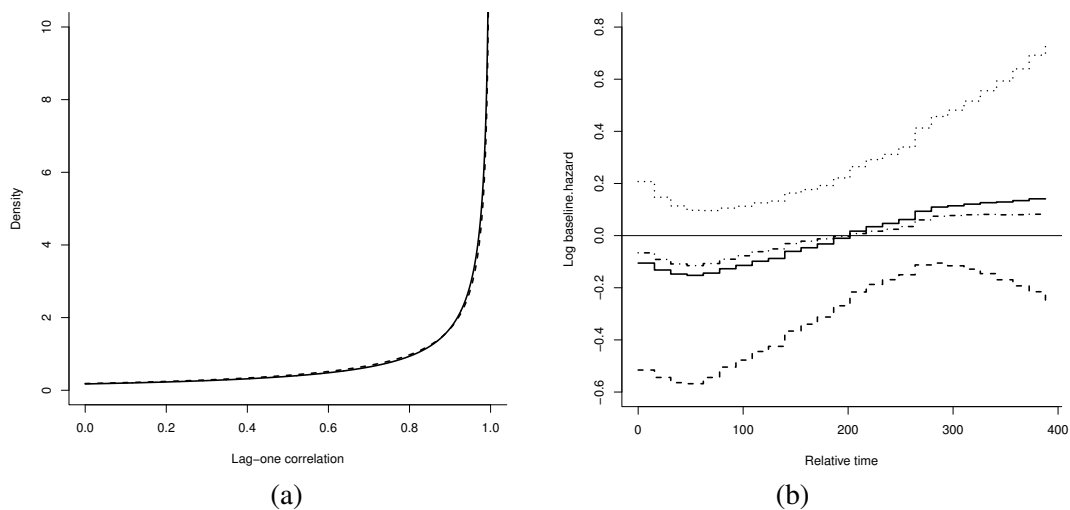 Density
0 2 4 6 8 10
0.0 0.2 0.4 0.6 0.8 1.0
Lag−one correlation
(a)
Log baseline.hazard
−0.6 −0.4 −0.2 0.0 0.2 0.4 0.6 0.8
0 100 200 300 400
Relative time
(b)